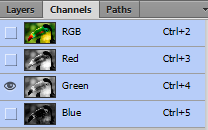 Layers Channels Paths
RGB Ctrl+2
Red Ctrl+3
Green Ctrl+4
Blue Ctrl+5